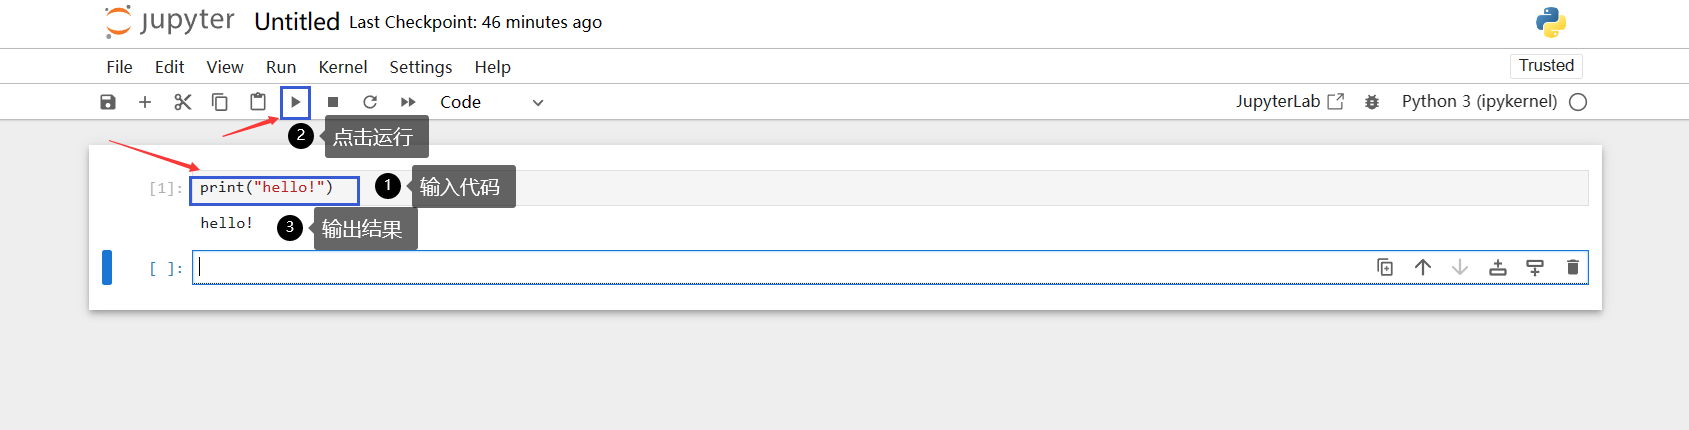 jupyter Untitled Last Checkpoint: 46 minutes ago
File Edit View Run Kernel Settings Help Trusted
Code JupyterLab Python 3 (ipykernel)
2 点击运行
[1]: print("hello!") 1 输入代码
hello! 3 输出结果
[ ]: